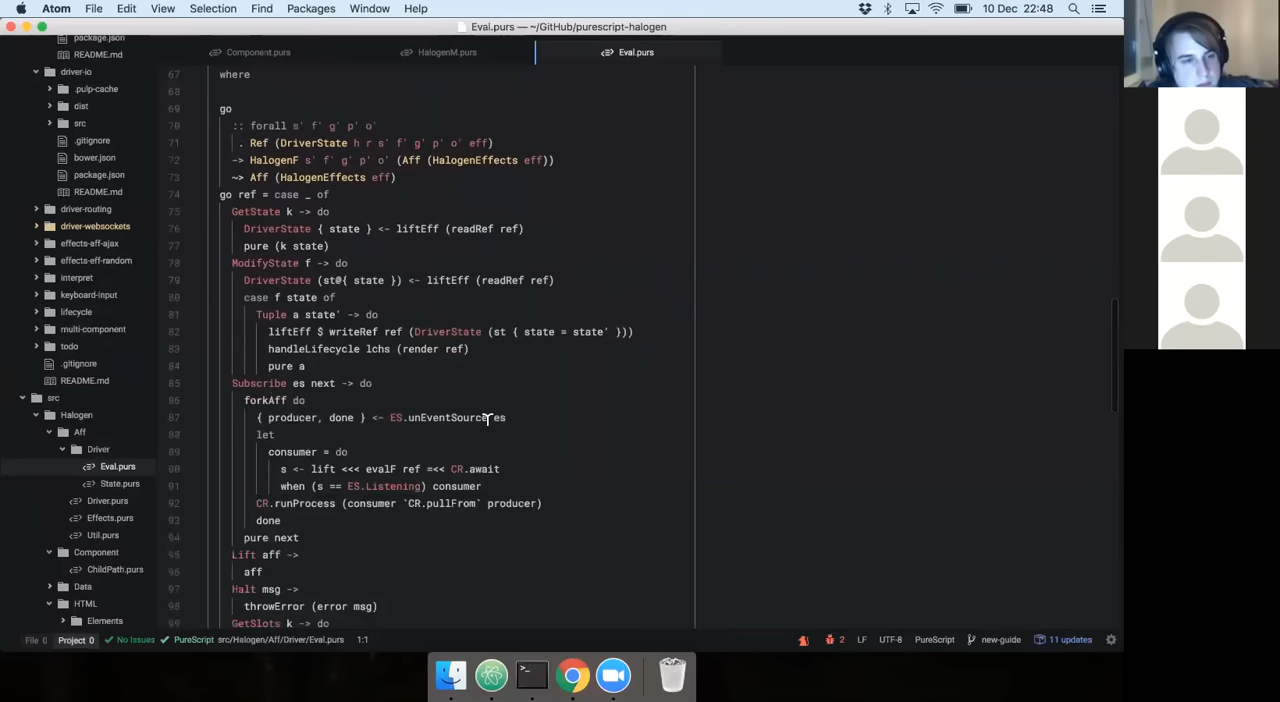 Atom File Edit View Selection Find Packages Window Help 10 Dec 22:48
Eval.purs — ~/GitHub/purescript-halogen
Component.purs HalogenM.purs Eval.purs
package.json
README.md
driver-io
.pulp-cache
dist
src
.gitignore
bower.json
package.json
README.md
driver-routing
driver-websockets
effects-aff-ajax
effects-eff-random
interpret
keyboard-input
lifecycle
multi-component
todo
.gitignore
README.md
src
Halogen
Aff
Driver
Eval.purs
State.purs
Driver.purs
Effects.purs
Util.purs
Component
ChildPath.purs
Data
HTML
Elements
67 where
68
69 go
70 :: forall s' f' g' p' o'
71 . Ref (DriverState h r s' f' g' p' o' eff)
72 -> HalogenF s' f' g' p' o' (Aff (HalogenEffects eff))
73 ~> Aff (HalogenEffects eff)
74 go ref = case _ of
75 GetState k -> do
76 DriverState { state } <- liftEff (readRef ref)
77 pure (k state)
78 ModifyState f -> do
79 DriverState (st@{ state }) <- liftEff (readRef ref)
80 case f state of
81 Tuple a state' -> do
82 liftEff $ writeRef ref (DriverState (st { state = state' }))
83 handleLifecycle lchs (render ref)
84 pure a
85 Subscribe es next -> do
86 forkAff do
87 { producer, done } <- ES.unEventSource es
88 let
89 consumer = do
90 s <- lift <<< evalF ref =<< CR.await
91 when (s == ES.Listening) consumer
92 CR.runProcess (consumer `CR.pullFrom` producer)
93 done
94 pure next
95 Lift aff ->
96 aff
97 Halt msg ->
98 throwError (error msg)
99 GetSlots k -> do
File 0 Project 0 No Issues PureScript src/Halogen/Aff/Driver/Eval.purs 1:1 2 LF UTF-8 PureScript new-guide 11 updates